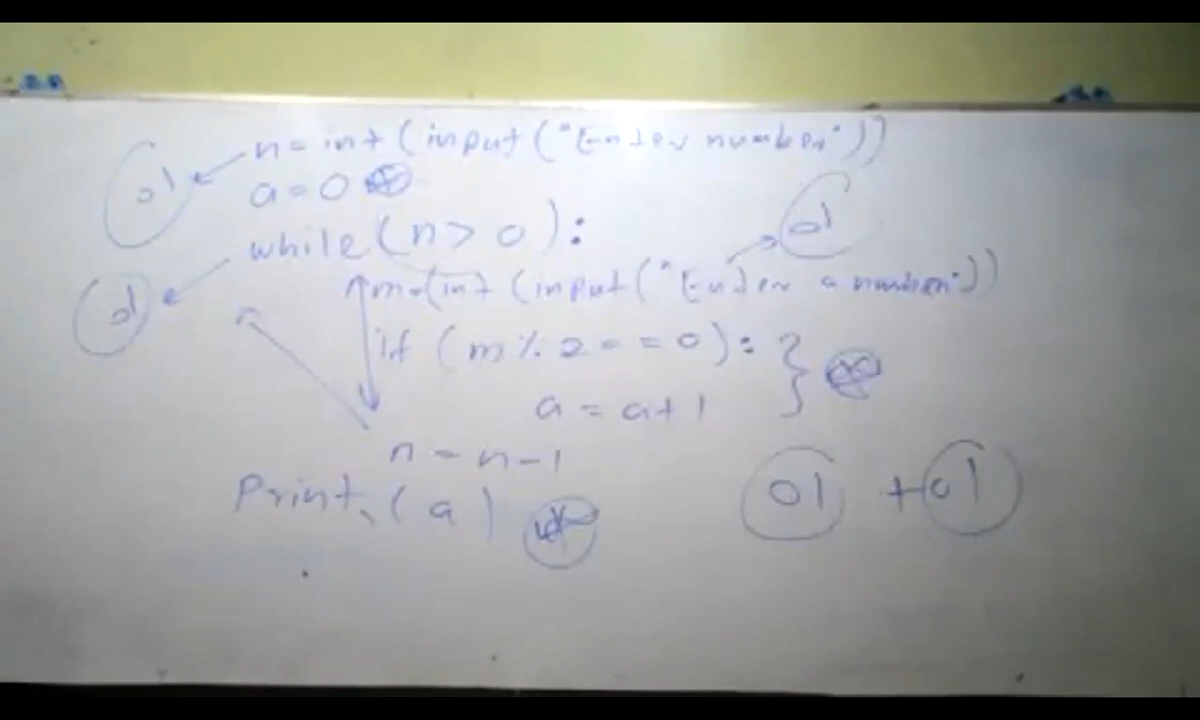 n = int (input ("Enter number"))
01
a = 0
while (n > 0):
01
01
m = (int (input ("Enter a number"))
if (m % 2 == 0):
a = a + 1
n = n - 1
Print (a)
01 + 01